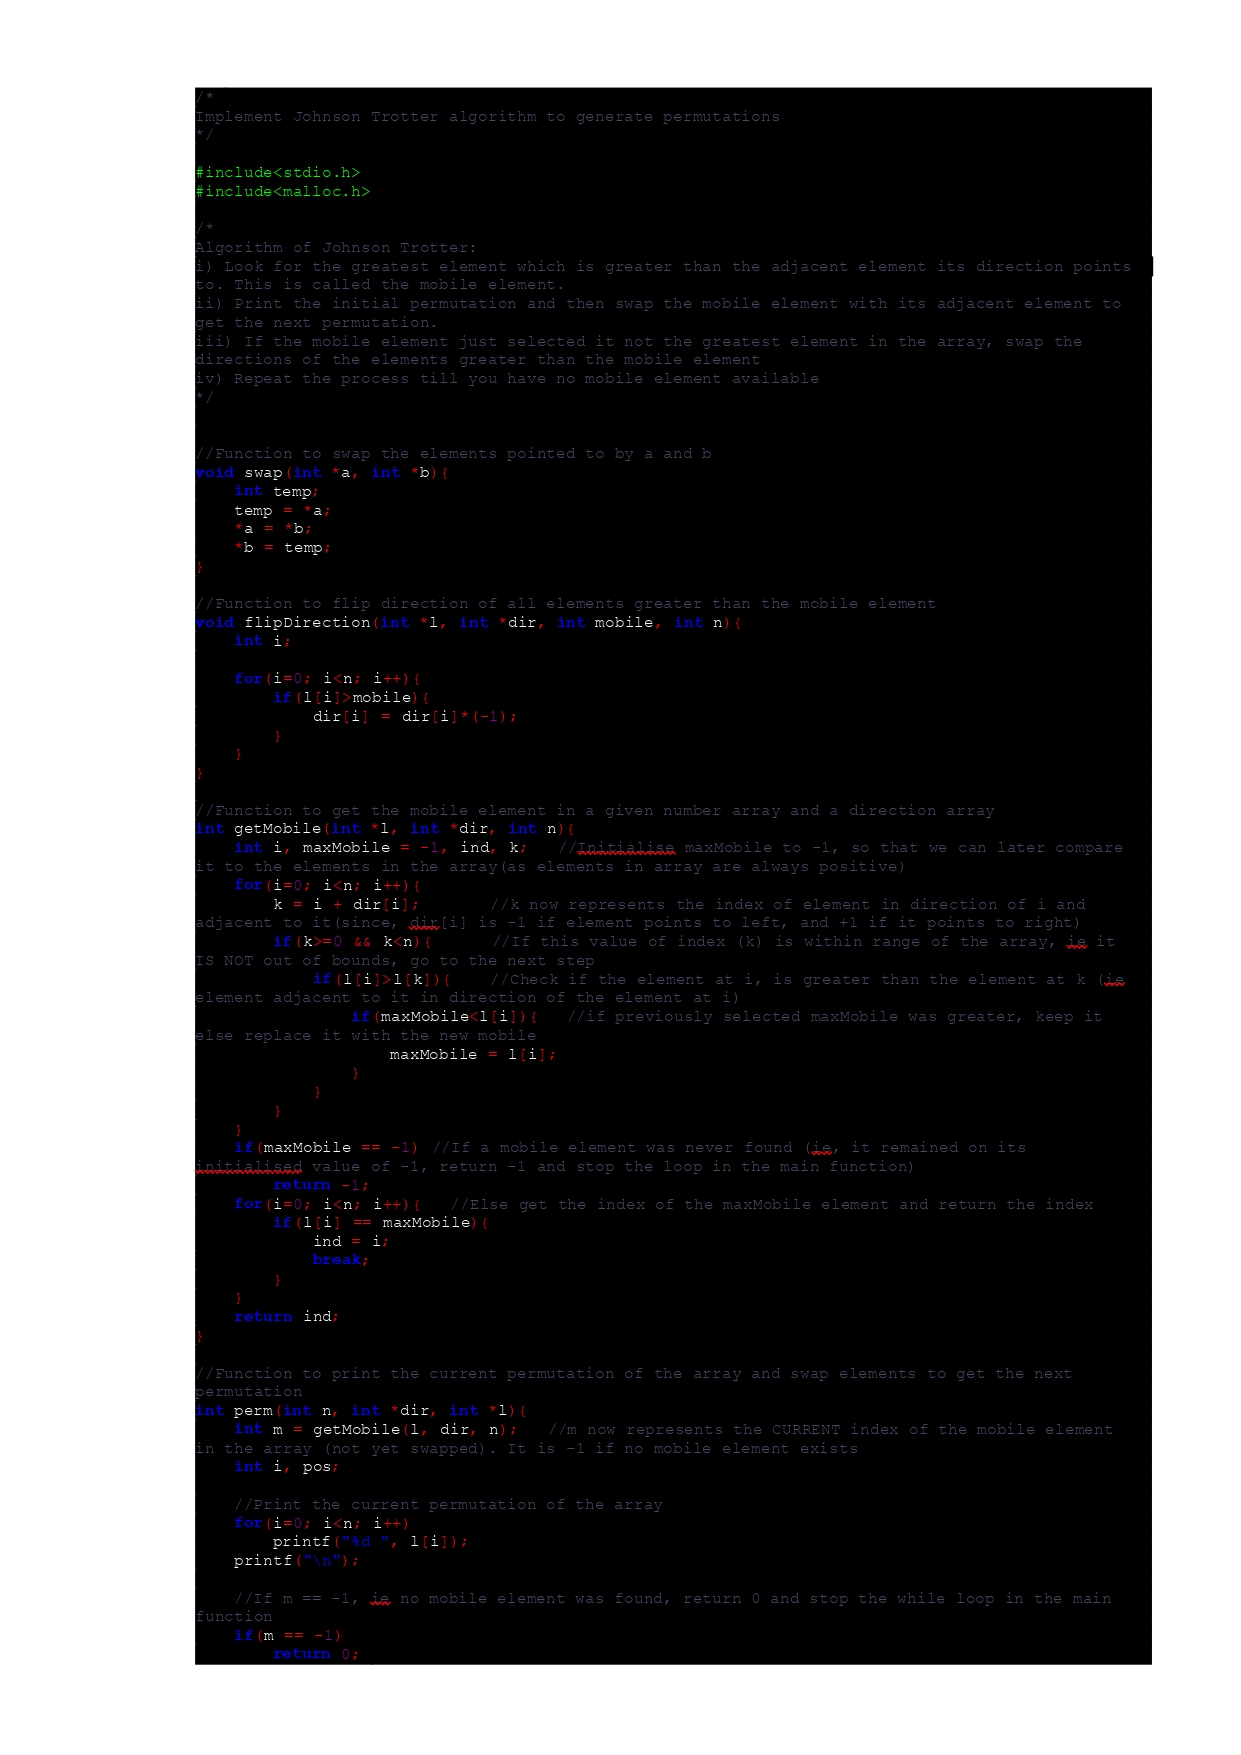 /*
Implement Johnson Trotter algorithm to generate permutations
*/
#include<stdio.h>
#include<malloc.h>
/*
Algorithm of Johnson Trotter:
i) Look for the greatest element which is greater than the adjacent element its direction points
to. This is called the mobile element.
ii) Print the initial permutation and then swap the mobile element with its adjacent element to
get the next permutation.
iii) If the mobile element just selected it not the greatest element in the array, swap the
directions of the elements greater than the mobile element
iv) Repeat the process till you have no mobile element available
*/
//Function to swap the elements pointed to by a and b
void swap(int *a, int *b){
    int temp;
    temp = *a;
    *a = *b;
    *b = temp;
}
//Function to flip direction of all elements greater than the mobile element
void flipDirection(int *l, int *dir, int mobile, int n){
    int i;
    for(i=0; i<n; i++){
        if(l[i]>mobile){
            dir[i] = dir[i]*(-1);
        }
    }
}
//Function to get the mobile element in a given number array and a direction array
int getMobile(int *l, int *dir, int n){
    int i, maxMobile = -1, ind, k;   //Initialise maxMobile to -1, so that we can later compare
it to the elements in the array(as elements in array are always positive)
    for(i=0; i<n; i++){
        k = i + dir[i];       //k now represents the index of element in direction of i and
adjacent to it(since, dir[i] is -1 if element points to left, and +1 if it points to right)
        if(k>=0 && k<n){      //If this value of index (k) is within range of the array, ie it
IS NOT out of bounds, go to the next step
            if(l[i]>l[k]){    //Check if the element at i, is greater than the element at k (ie
element adjacent to it in direction of the element at i)
                if(maxMobile<l[i]){   //if previously selected maxMobile was greater, keep it
else replace it with the new mobile
                    maxMobile = l[i];
                }
            }
        }
    }
    if(maxMobile == -1) //If a mobile element was never found (ie, it remained on its
initialised value of -1, return -1 and stop the loop in the main function)
        return -1;
    for(i=0; i<n; i++){   //Else get the index of the maxMobile element and return the index
        if(l[i] == maxMobile){
            ind = i;
            break;
        }
    }
    return ind;
}
//Function to print the current permutation of the array and swap elements to get the next
permutation
int perm(int n, int *dir, int *l){
    int m = getMobile(l, dir, n);   //m now represents the CURRENT index of the mobile element
in the array (not yet swapped). It is -1 if no mobile element exists
    int i, pos;
    //Print the current permutation of the array
    for(i=0; i<n; i++)
        printf("%d ", l[i]);
    printf("\n");
    //If m == -1, ie no mobile element was found, return 0 and stop the while loop in the main
function
    if(m == -1)
        return 0;